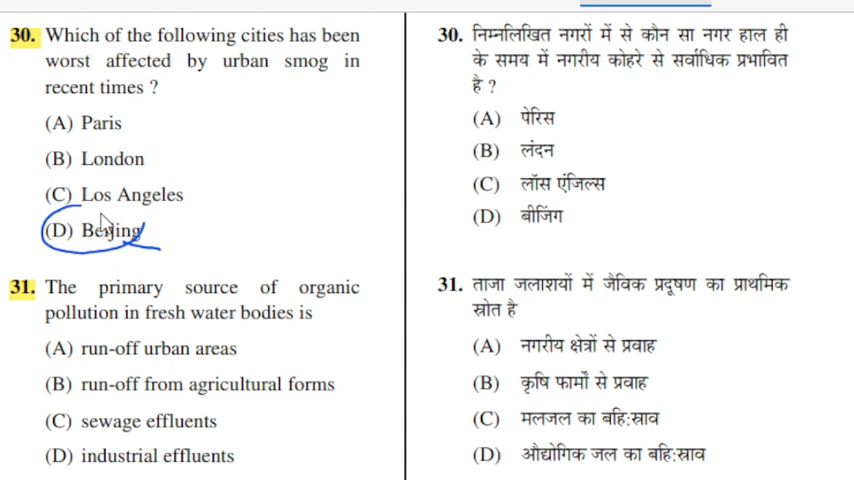 30. Which of the following cities has been
worst affected by urban smog in
recent times ?
(A) Paris
(B) London
(C) Los Angeles
(D) Beijing
31. The primary source of organic
pollution in fresh water bodies is
(A) run-off urban areas
(B) run-off from agricultural forms
(C) sewage effluents
(D) industrial effluents
30. निम्नलिखित नगरों में से कौन सा नगर हाल ही
के समय में नगरीय कोहरे से सर्वाधिक प्रभावित
है ?
(A) पेरिस
(B) लंदन
(C) लॉस एंजिल्स
(D) बीजिंग
31. ताजा जलाशयों में जैविक प्रदूषण का प्राथमिक
स्रोत है
(A) नगरीय क्षेत्रों से प्रवाह
(B) कृषि फार्मों से प्रवाह
(C) मलजल का बहि:स्राव
(D) औद्योगिक जल का बहि:स्राव